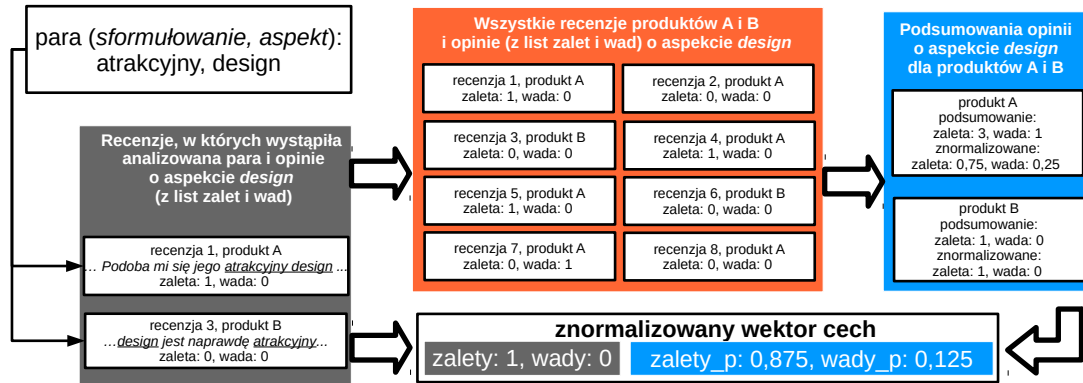 para (sformułowanie, aspekt):
atrakcyjny, design
Recenzje, w których wystąpiła
analizowana para i opinie
o aspekcie design
(z list zalet i wad)
recenzja 1, produkt A
... Podoba mi się jego atrakcyjny design ...
zaleta: 1, wada: 0
recenzja 3, produkt B
...design jest naprawdę atrakcyjny...
zaleta: 0, wada: 0
Wszystkie recenzje produktów A i B
i opinie (z list zalet i wad) o aspekcie design
recenzja 1, produkt A
zaleta: 1, wada: 0
recenzja 2, produkt A
zaleta: 0, wada: 0
recenzja 3, produkt B
zaleta: 0, wada: 0
recenzja 4, produkt A
zaleta: 1, wada: 0
recenzja 5, produkt A
zaleta: 1, wada: 0
recenzja 6, produkt B
zaleta: 1, wada: 0
recenzja 7, produkt A
zaleta: 0, wada: 1
recenzja 8, produkt A
zaleta: 0, wada: 0
Podsumowania opinii
o aspekcie design
dla produktów A i B
produkt A
podsumowanie:
zaleta: 3, wada: 1
znormalizowane:
zaleta: 0,75, wada: 0,25
produkt B
podsumowanie:
zaleta: 1, wada: 0
znormalizowane:
zaleta: 1, wada: 0
znormalizowany wektor cech
zalety: 1, wady: 0
zalety_p: 0,875, wady_p: 0,125